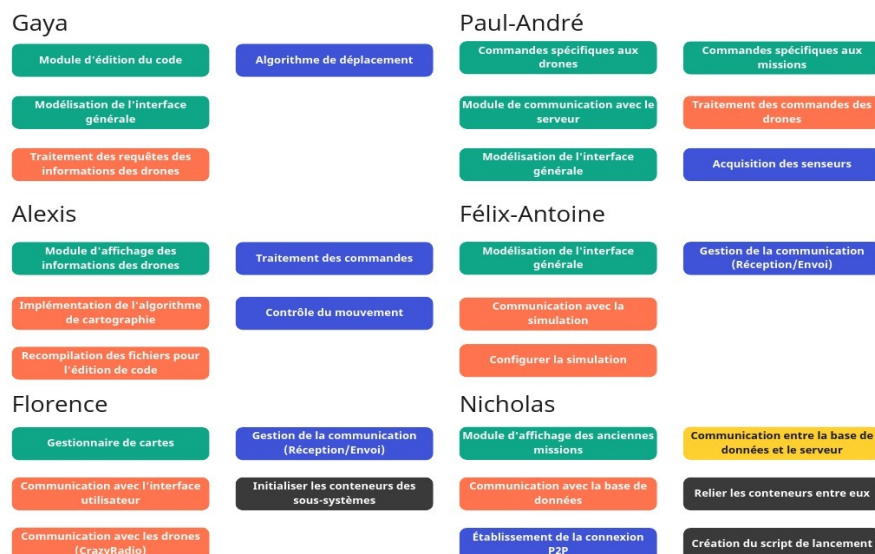 Gaya
Module d'édition du code
Algorithme de déplacement
Modélisation de l'interface
générale
Traitement des requêtes des
informations des drones
Paul-André
Commandes spécifiques aux
drones
Commandes spécifiques aux
missions
Module de communication avec le
serveur
Traitement des commandes des
drones
Modélisation de l'interface
générale
Acquisition des senseurs
Alexis
Module d'affichage des
informations des drones
Traitement des commandes
Implémentation de l'algorithme
de cartographie
Contrôle du mouvement
Recompilation des fichiers pour
l'édition de code
Félix-Antoine
Modélisation de l'interface
générale
Gestion de la communication
(Réception/Envoi)
Communication avec la
simulation
Configurer la simulation
Florence
Gestionnaire de cartes
Gestion de la communication
(Réception/Envoi)
Communication avec l'interface
utilisateur
Initialiser les conteneurs des
sous-systèmes
Communication avec les drones
(CrazyRadio)
Nicholas
Module d'affichage des anciennes
missions
Communication entre la base de
données et le serveur
Communication avec la base de
données
Relier les conteneurs entre eux
Établissement de la connexion
P2P
Création du script de lancement